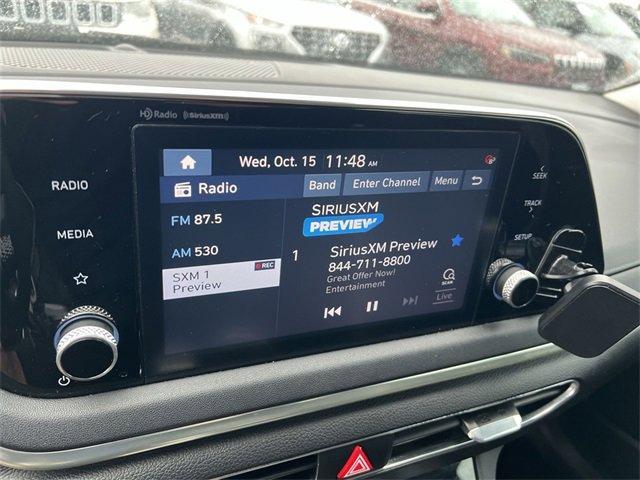 HD Radio (SiriusXM)
RADIO
MEDIA
Wed, Oct. 15 11:48 AM
Radio
Band
Enter Channel
Menu
FM 87.5
AM 530
SXM 1
REC
Preview
SIRIUSXM
PREVIEW
1
SiriusXM Preview
844-711-8800
Great Offer Now!
Entertainment
SCAN
Live
SEEK
TRACK
SETUP